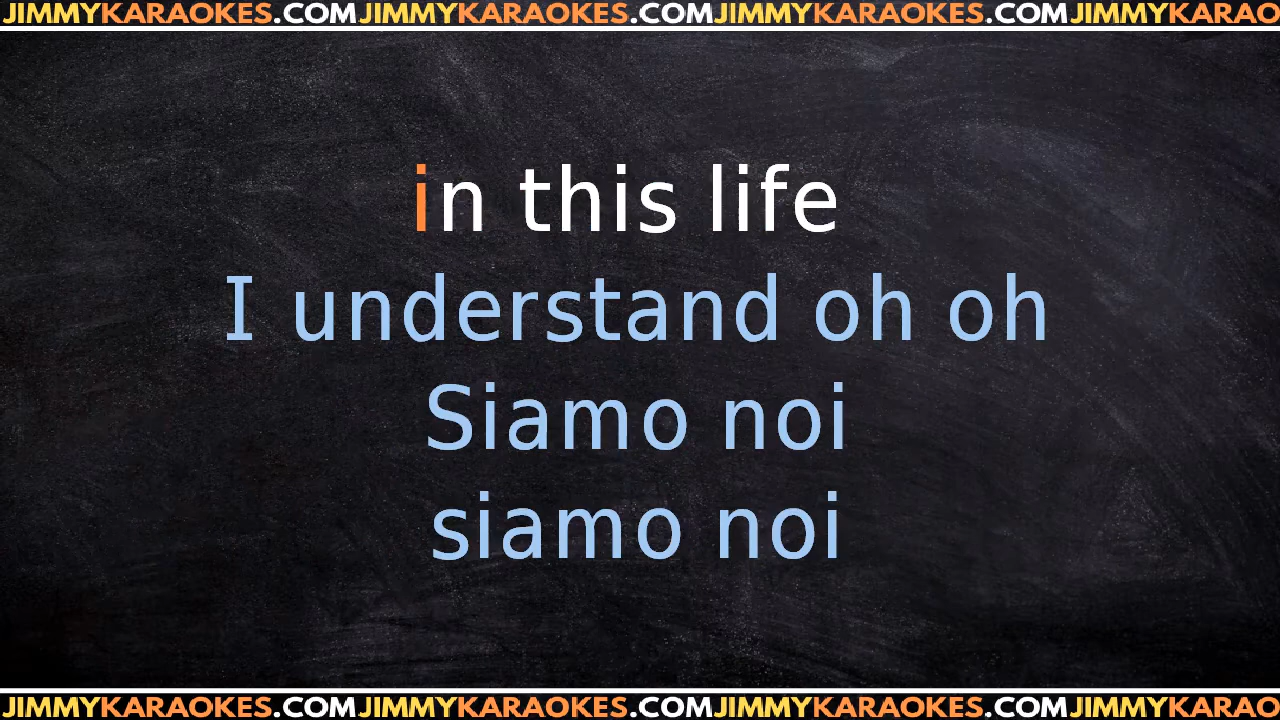 JIMMYKARAOKES.COMJIMMYKARAOKES.COMJIMMYKARAOKES.COMJIMMYKARAO
in this life
I understand oh oh
Siamo noi
siamo noi
JIMMYKARAOKES.COMJIMMYKARAOKES.COMJIMMYKARAOKES.COMJIMMYKARAO